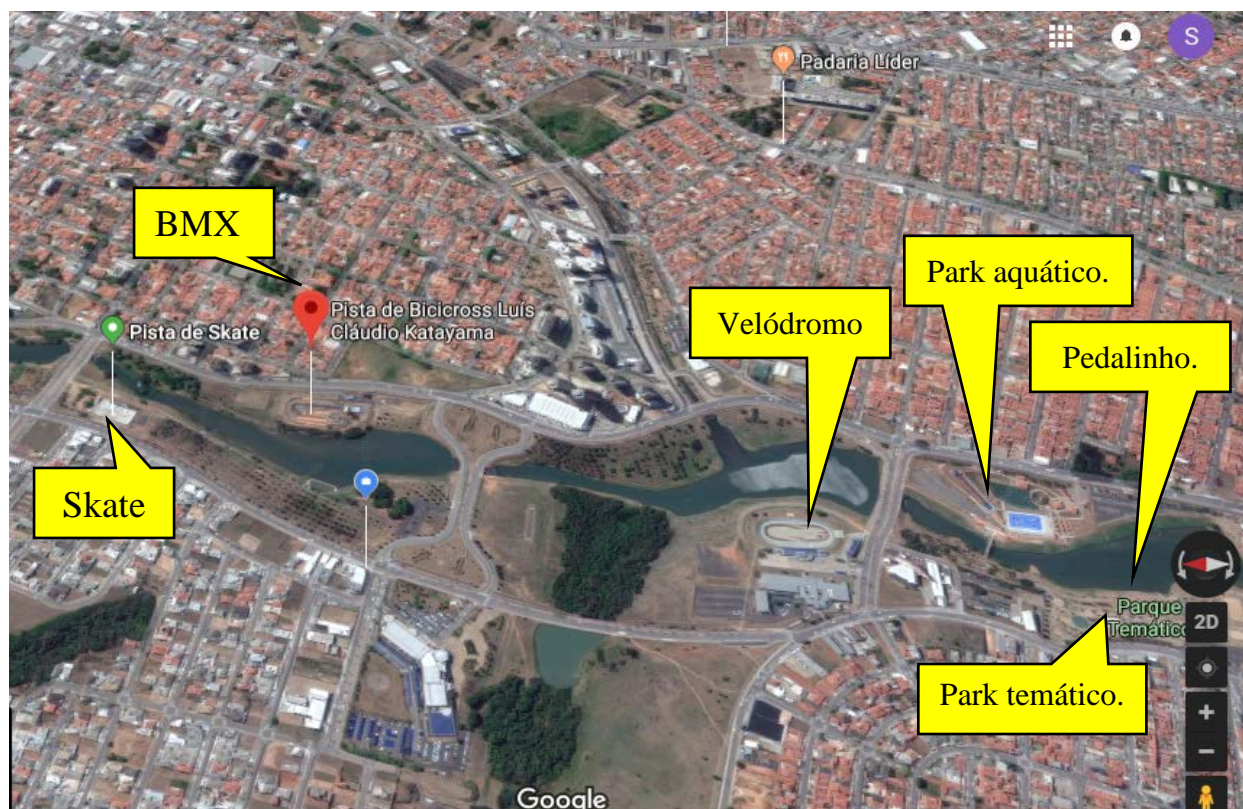 S
Padaria Líder
BMX
Pista de Bicicross Luís
Cláudio Katayama
Pista de Skate
Park aquático.
Velódromo
Pedalinho.
Skate
Parque
Temático
2D
Park temático.
+
−
Google